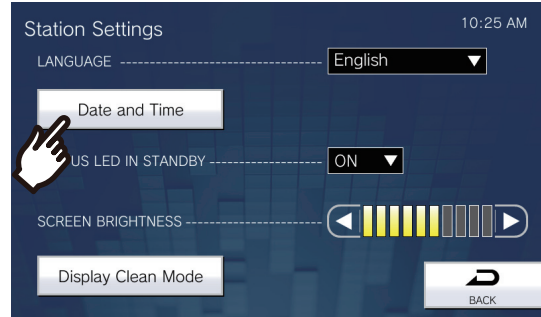 Station Settings
10:25 AM
LANGUAGE
English
Date and Time
US LED IN STANDBY
ON
SCREEN BRIGHTNESS
Display Clean Mode
BACK